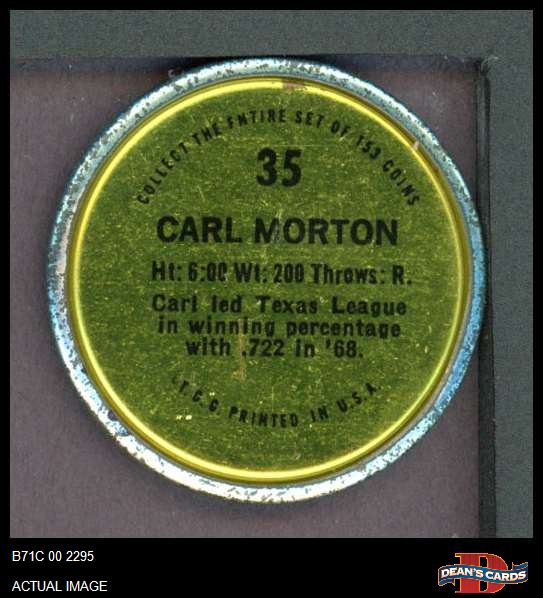 COLLECT THE ENTIRE SET OF 153 COINS
35
CARL MORTON
Ht: 6:00 Wt: 200 Throws: R.
Carl led Texas League
in winning percentage
with .722 in '68.
T.C.G PRINTED IN U.S.A.
B71C 00 2295
ACTUAL IMAGE
D
DEAN'S CARDS